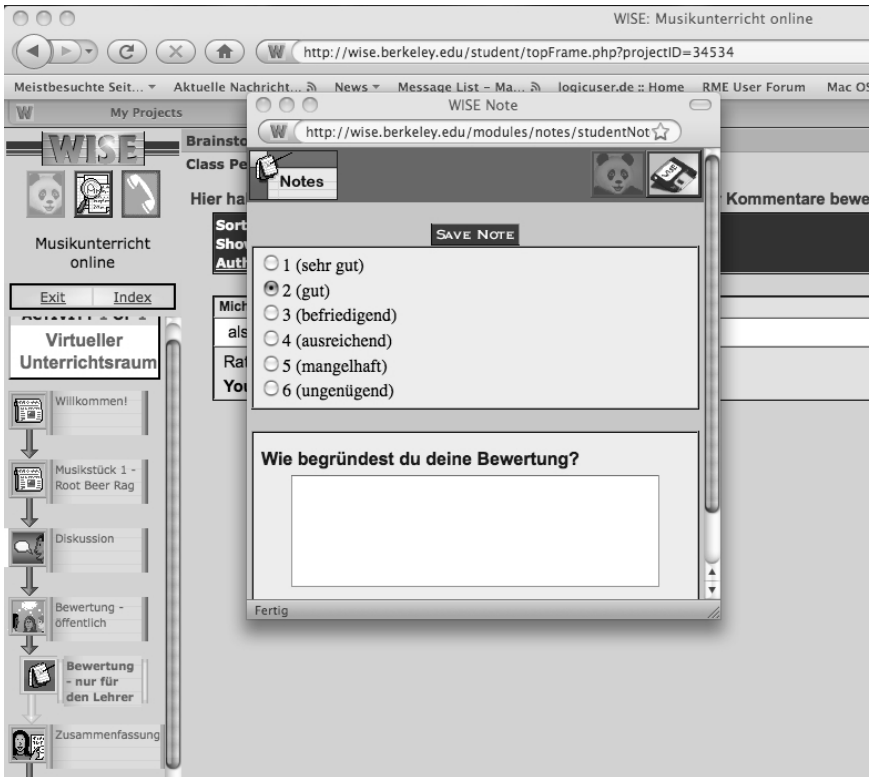 WISE: Musikunterricht online
http://wise.berkeley.edu/student/topFrame.php?projectID=34534
Meistbesuchte Seit... Aktuelle Nachricht... News Message List – Ma... logicuser.de :: Home RME User Forum Mac OS
My Projects
WISE
Musikunterricht
online
Exit Index
Virtueller
Unterrichtsraum
Willkommen!
Musikstück 1 -
Root Beer Rag
Diskussion
Bewertung -
öffentlich
Bewertung
- nur für
den Lehrer
Zusammenfassung
Brainsto
Class Pe
Hier ha
Kommentare bewe
Sort
Show
Auth
Mich
als
Rat
You
WISE Note
http://wise.berkeley.edu/modules/notes/studentNot
Notes
SAVE NOTE
1 (sehr gut)
2 (gut)
3 (befriedigend)
4 (ausreichend)
5 (mangelhaft)
6 (ungenügend)
Wie begründest du deine Bewertung?
Fertig